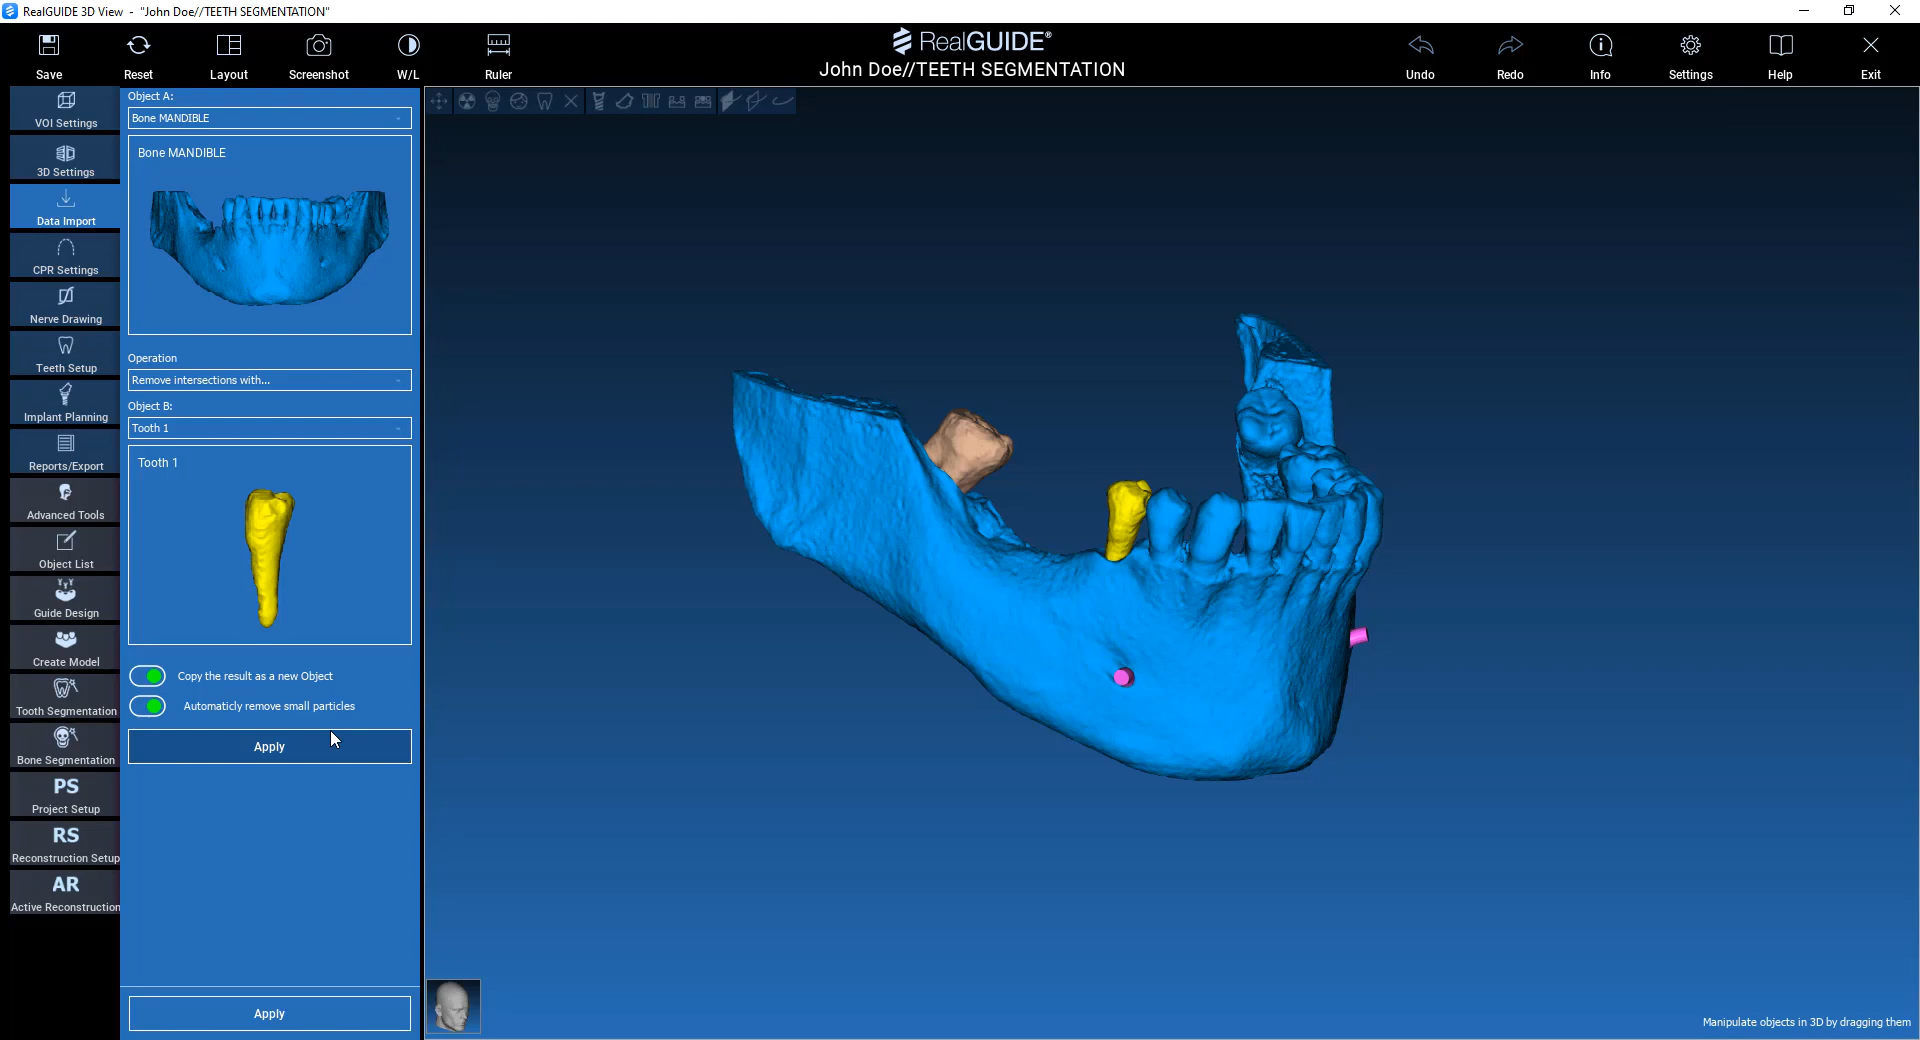 RealGUIDE 3D View - "John Doe//TEETH SEGMENTATION"
Save
Reset
Layout
Screenshot
W/L
Ruler
RealGUIDE®
John Doe//TEETH SEGMENTATION
Undo
Redo
Info
Settings
Help
Exit
VOI Settings
3D Settings
Data Import
CPR Settings
Nerve Drawing
Teeth Setup
Implant Planning
Reports/Export
Advanced Tools
Object List
Guide Design
Create Model
Tooth Segmentation
Bone Segmentation
PS
Project Setup
RS
Reconstruction Setup
AR
Active Reconstruction
Object A:
Bone MANDIBLE
Bone MANDIBLE
Operation
Remove intersections with...
Object B:
Tooth 1
Tooth 1
Copy the result as a new Object
Automaticly remove small particles
Apply
Apply
Manipulate objects in 3D by dragging them